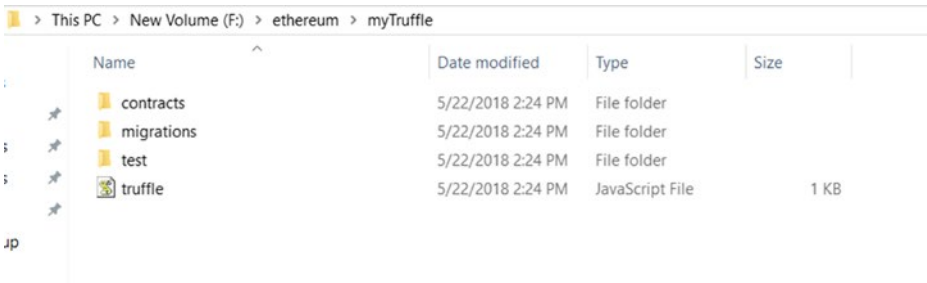 > This PC > New Volume (F:) > ethereum > myTruffle
Name Date modified Type Size
contracts 5/22/2018 2:24 PM File folder
migrations 5/22/2018 2:24 PM File folder
test 5/22/2018 2:24 PM File folder
truffle 5/22/2018 2:24 PM JavaScript File 1 KB
up